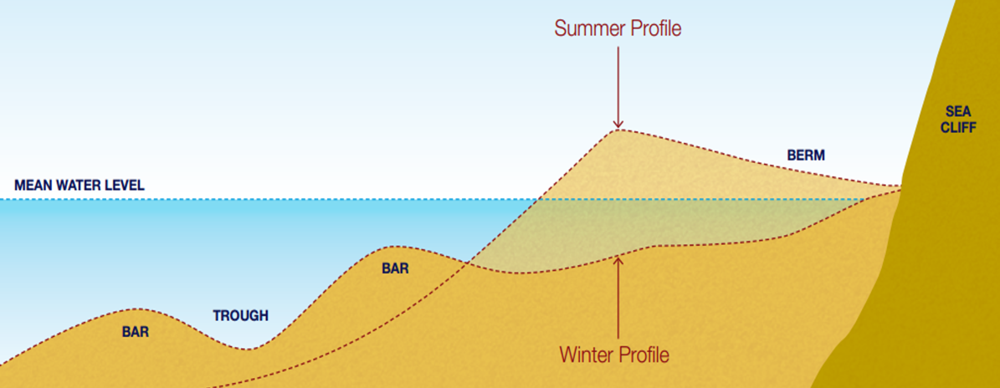 Summer Profile
SEA
CLIFF
BERM
MEAN WATER LEVEL
BAR
TROUGH
BAR
Winter Profile